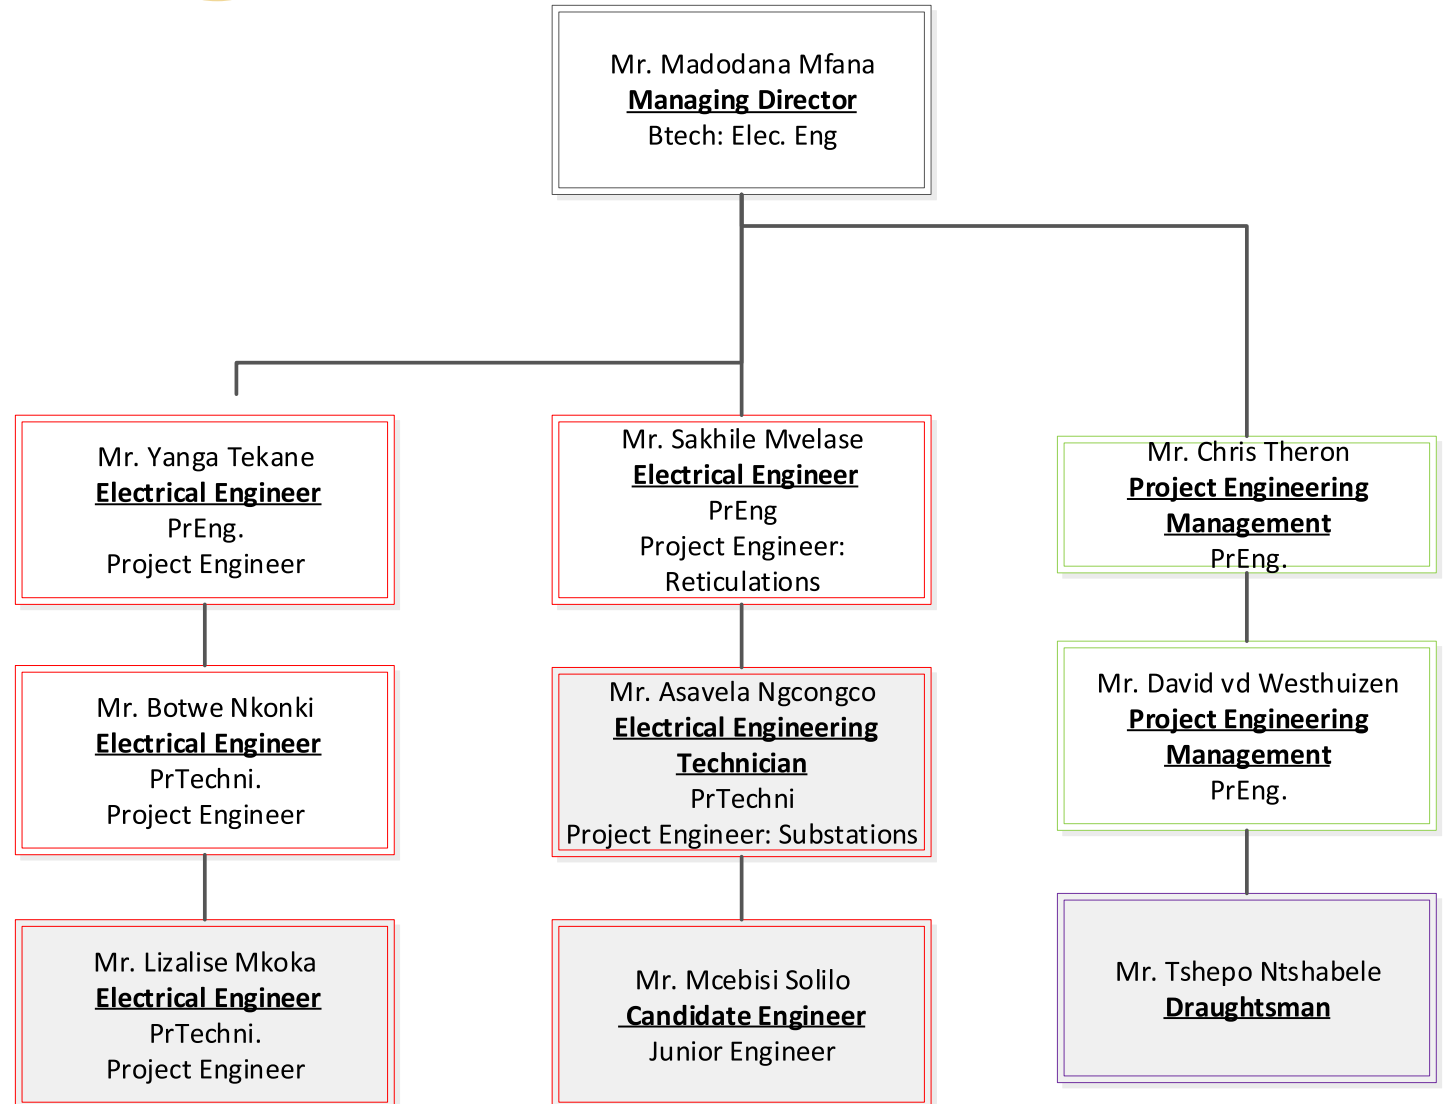 Mr. Madodana Mfana
Managing Director
Btech: Elec. Eng
Mr. Yanga Tekane
Electrical Engineer
PrEng.
Project Engineer
Mr. Sakhile Mvelase
Electrical Engineer
PrEng
Project Engineer:
Reticulations
Mr. Chris Theron
Project Engineering
Management
PrEng.
Mr. Botwe Nkonki
Electrical Engineer
PrTechni.
Project Engineer
Mr. Asavela Ngcongco
Electrical Engineering
Technician
PrTechni
Project Engineer: Substations
Mr. David vd Westhuizen
Project Engineering
Management
PrEng.
Mr. Lizalise Mkoka
Electrical Engineer
PrTechni.
Project Engineer
Mr. Mcebisi Solilo
Candidate Engineer
Junior Engineer
Mr. Tshepo Ntshabele
Draughtsman